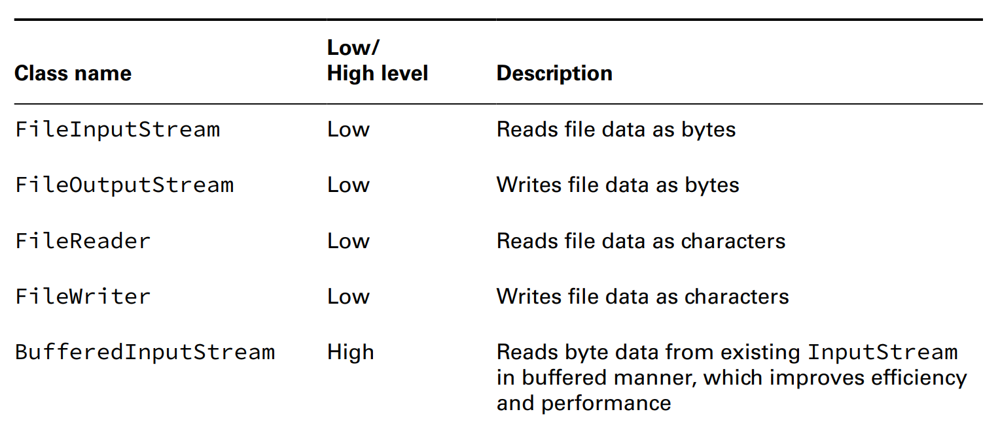 Low/
Class name High level Description
FileInputStream Low Reads file data as bytes
FileOutputStream Low Writes file data as bytes
FileReader Low Reads file data as characters
FileWriter Low Writes file data as characters
BufferedInputStream High Reads byte data from existing InputStream
in buffered manner, which improves efficiency
and performance